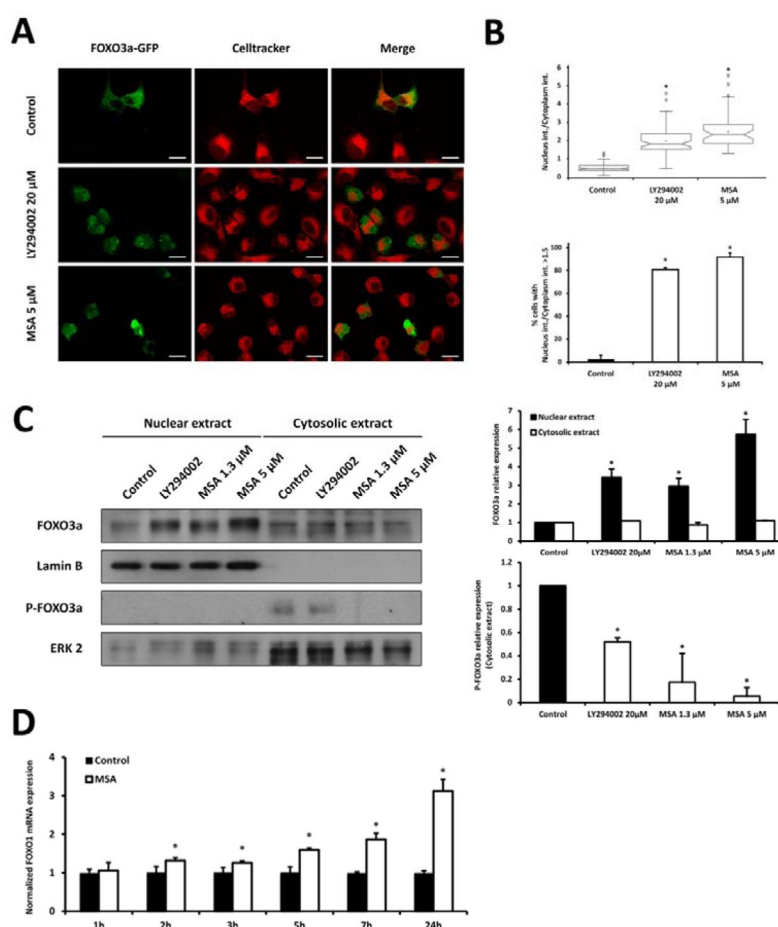 A
FOXO3a-GFP Celltracker Merge
Control
LY294002 20 µM
MSA 5 µM
B
Nucleus int./Cytoplasm int.
6
5
4
3
2
1
0
* *
Control LY294002 MSA
20 µM 5 µM
% cells with
Nucleus int./Cytoplasm int. >1.5
100
80
60
40
20
0
* *
Control LY294002 MSA
20 µM 5 µM
C
Nuclear extract Cytosolic extract
Control LY294002 MSA 1.3 µM MSA 5 µM Control LY294002 MSA 1.3 µM MSA 5 µM
FOXO3a
Lamin B
P-FOXO3a
ERK 2
FOXO3a relative expression
7
6
5
4
3
2
1
0
Nuclear extract
Cytosolic extract
* * *
Control LY294002 20µM MSA 1.3 µM MSA 5 µM
P-FOXO3a relative expression
(Cytosolic extract)
1.2
1
0.8
0.6
0.4
0.2
0
* * *
Control LY294002 20µM MSA 1.3 µM MSA 5 µM
D
Normalized FOXO1 mRNA expression
4
3
2
1
0
Control
MSA
* * * * *
1h 2h 3h 5h 7h 24h